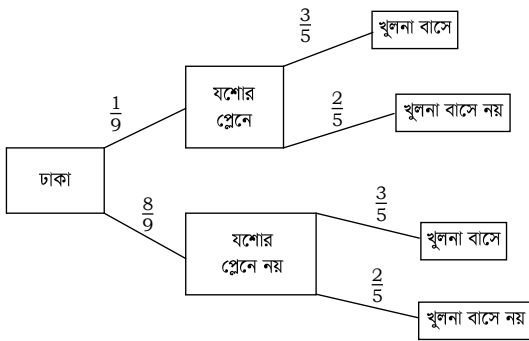 3/5
খুলনা বাসে
1/9
যশোর
প্লেনে
2/5
খুলনা বাসে নয়
ঢাকা
8/9
যশোর
প্লেনে নয়
3/5
খুলনা বাসে
2/5
খুলনা বাসে নয়